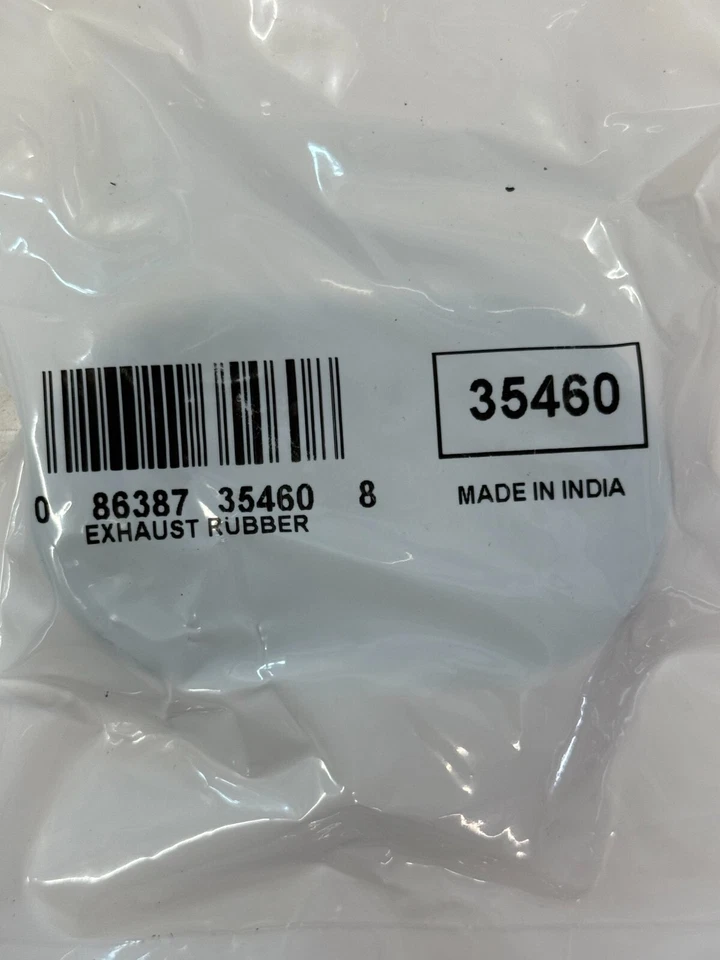 35460
0 86387 35460 8
MADE IN INDIA
EXHAUST RUBBER